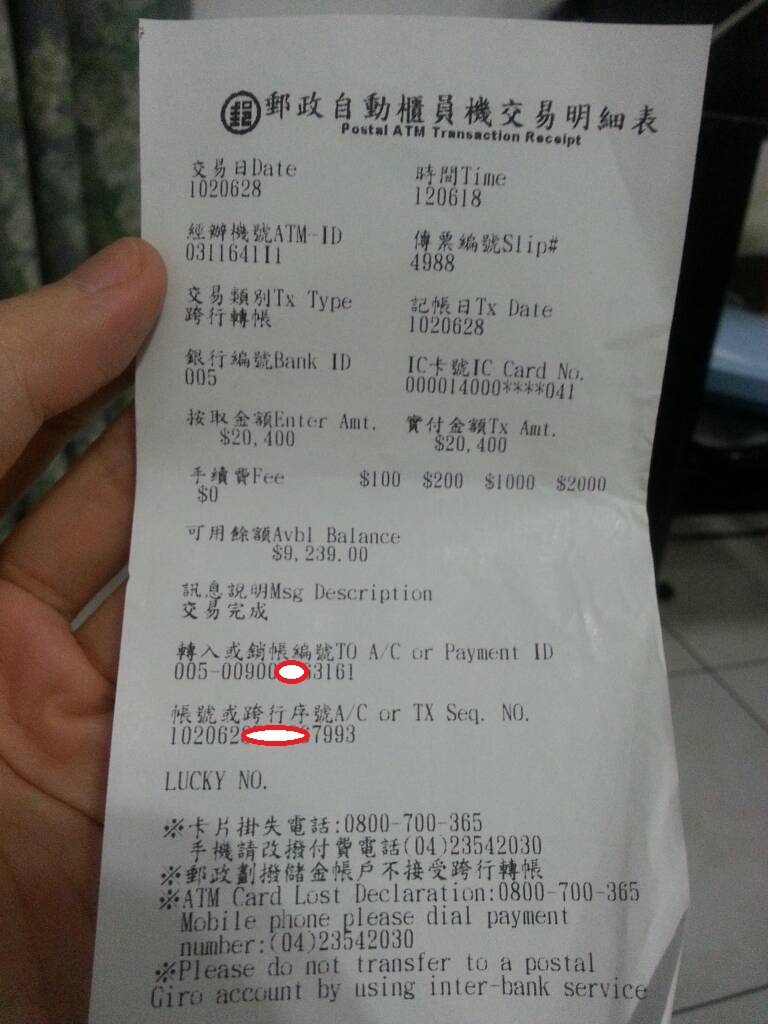 郵 郵政自動櫃員機交易明細表
Postal ATM Transaction Receipt
交易日Date 時間Time
1020628 120618
經辦機號ATM-ID 傳票編號Slip#
031164111 4988
交易類別Tx Type 記帳日Tx Date
跨行轉帳 1020628
銀行編號Bank ID IC卡號IC Card No.
005 000014000****041
按取金額Enter Amt. 實付金額Tx Amt.
$20,400 $20,400
手續費Fee $100 $200 $1000 $2000
$0
可用餘額Avbl Balance
$9,239.00
訊息說明Msg Description
交易完成
轉入或銷帳編號TO A/C or Payment ID
005-00900 63161
帳號或跨行序號A/C or TX Seq. NO.
102062 7993
LUCKY NO.
※卡片掛失電話:0800-700-365
手機請改撥付費電話(04)23542030
※郵政劃撥儲金帳戶不接受跨行轉帳
※ATM Card Lost Declaration:0800-700-365
Mobile phone please dial payment
number:(04)23542030
※Please do not transfer to a postal
Giro account by using inter-bank service